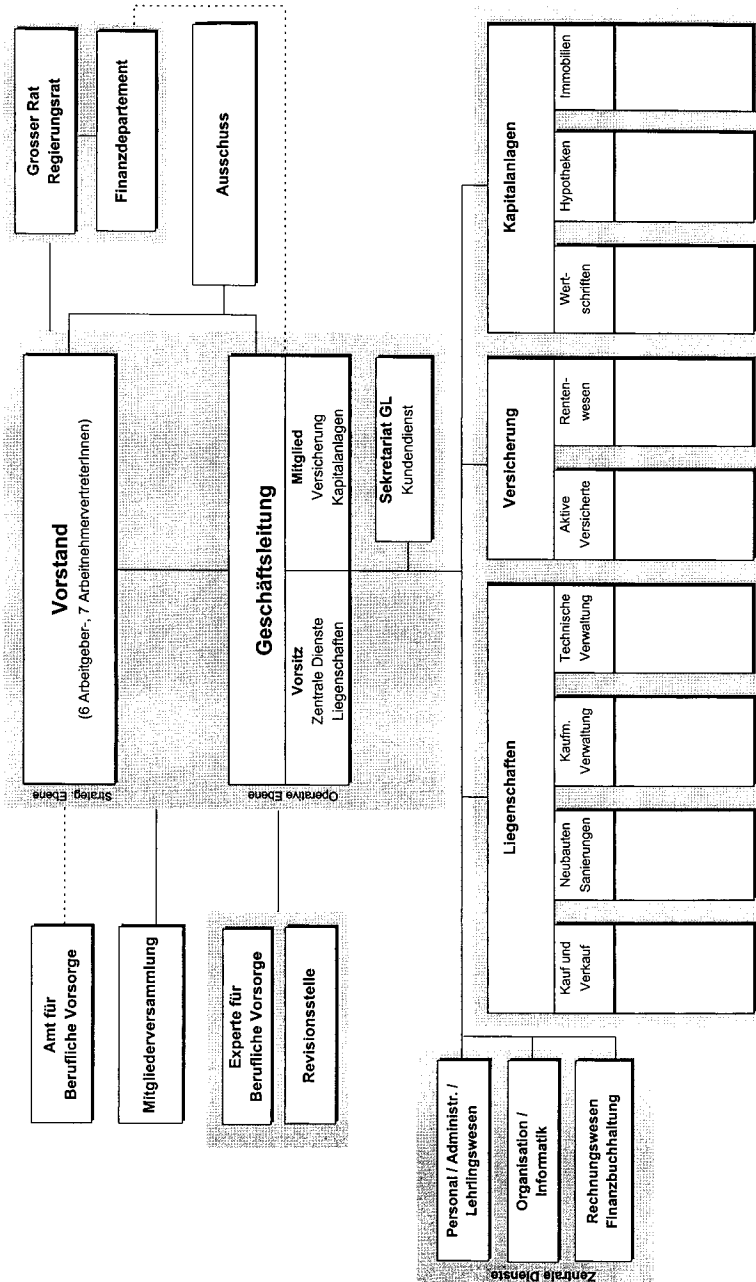 Amt für
Berufliche Vorsorge
Mitgliederversammlung
Experte für
Berufliche Vorsorge
Revisionsstelle
Strateg. Ebene
Vorstand
(6 Arbeitgeber-, 7 ArbeitnehmervertreterInnen)
Operative Ebene
Geschäftsleitung
Vorsitz
Zentrale Dienste
Liegenschaften
Mitglied
Versicherung
Kapitalanlagen
Sekretariat GL
Kundendienst
Grosser Rat
Regierungsrat
Finanzdepartement
Ausschuss
Zentrale Dienste
Personal / Administr. /
Lehrlingswesen
Organisation /
Informatik
Rechnungswesen
Finanzbuchhaltung
Liegenschaften
Kauf und
Verkauf
Neubauten
Sanierungen
Kaufm.
Verwaltung
Technische
Verwaltung
Versicherung
Aktive
Versicherte
Renten-
wesen
Kapitalanlagen
Wert-
schriften
Hypotheken
Immobilien